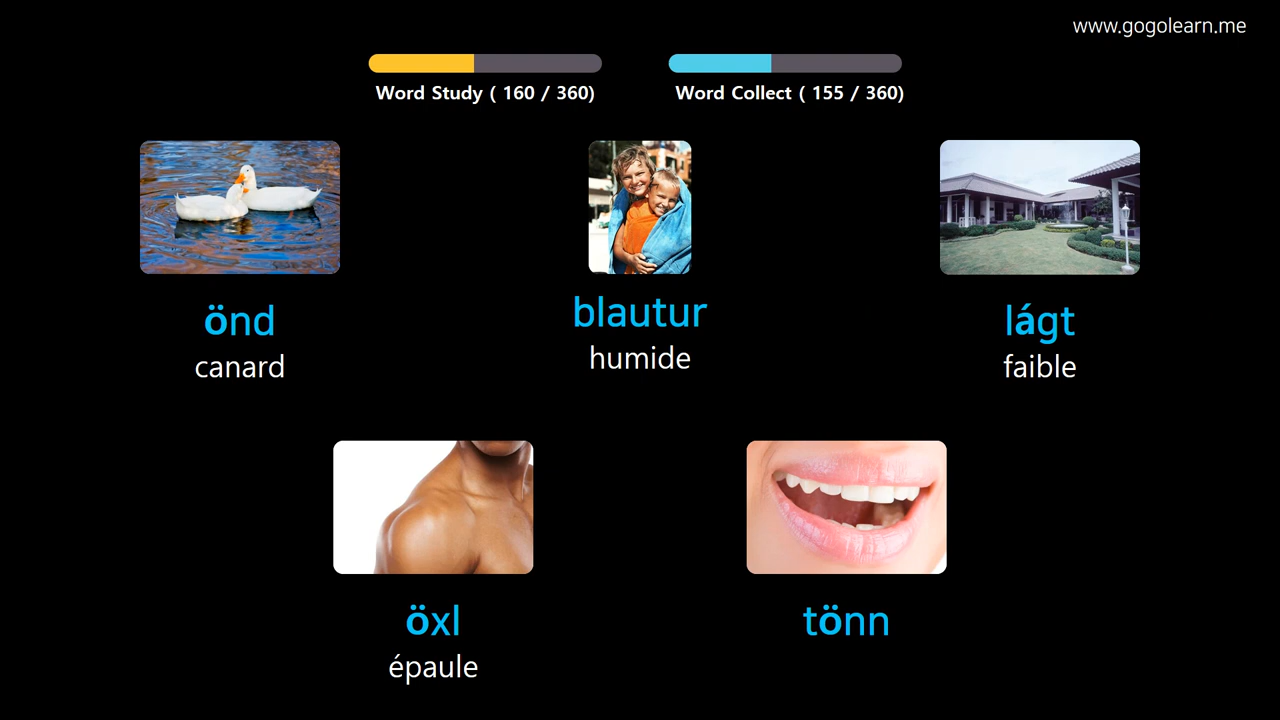 www.gogolearn.me
Word Study ( 160 / 360)
Word Collect ( 155 / 360)
önd
canard
blautur
humide
lágt
faible
öxl
épaule
tönn